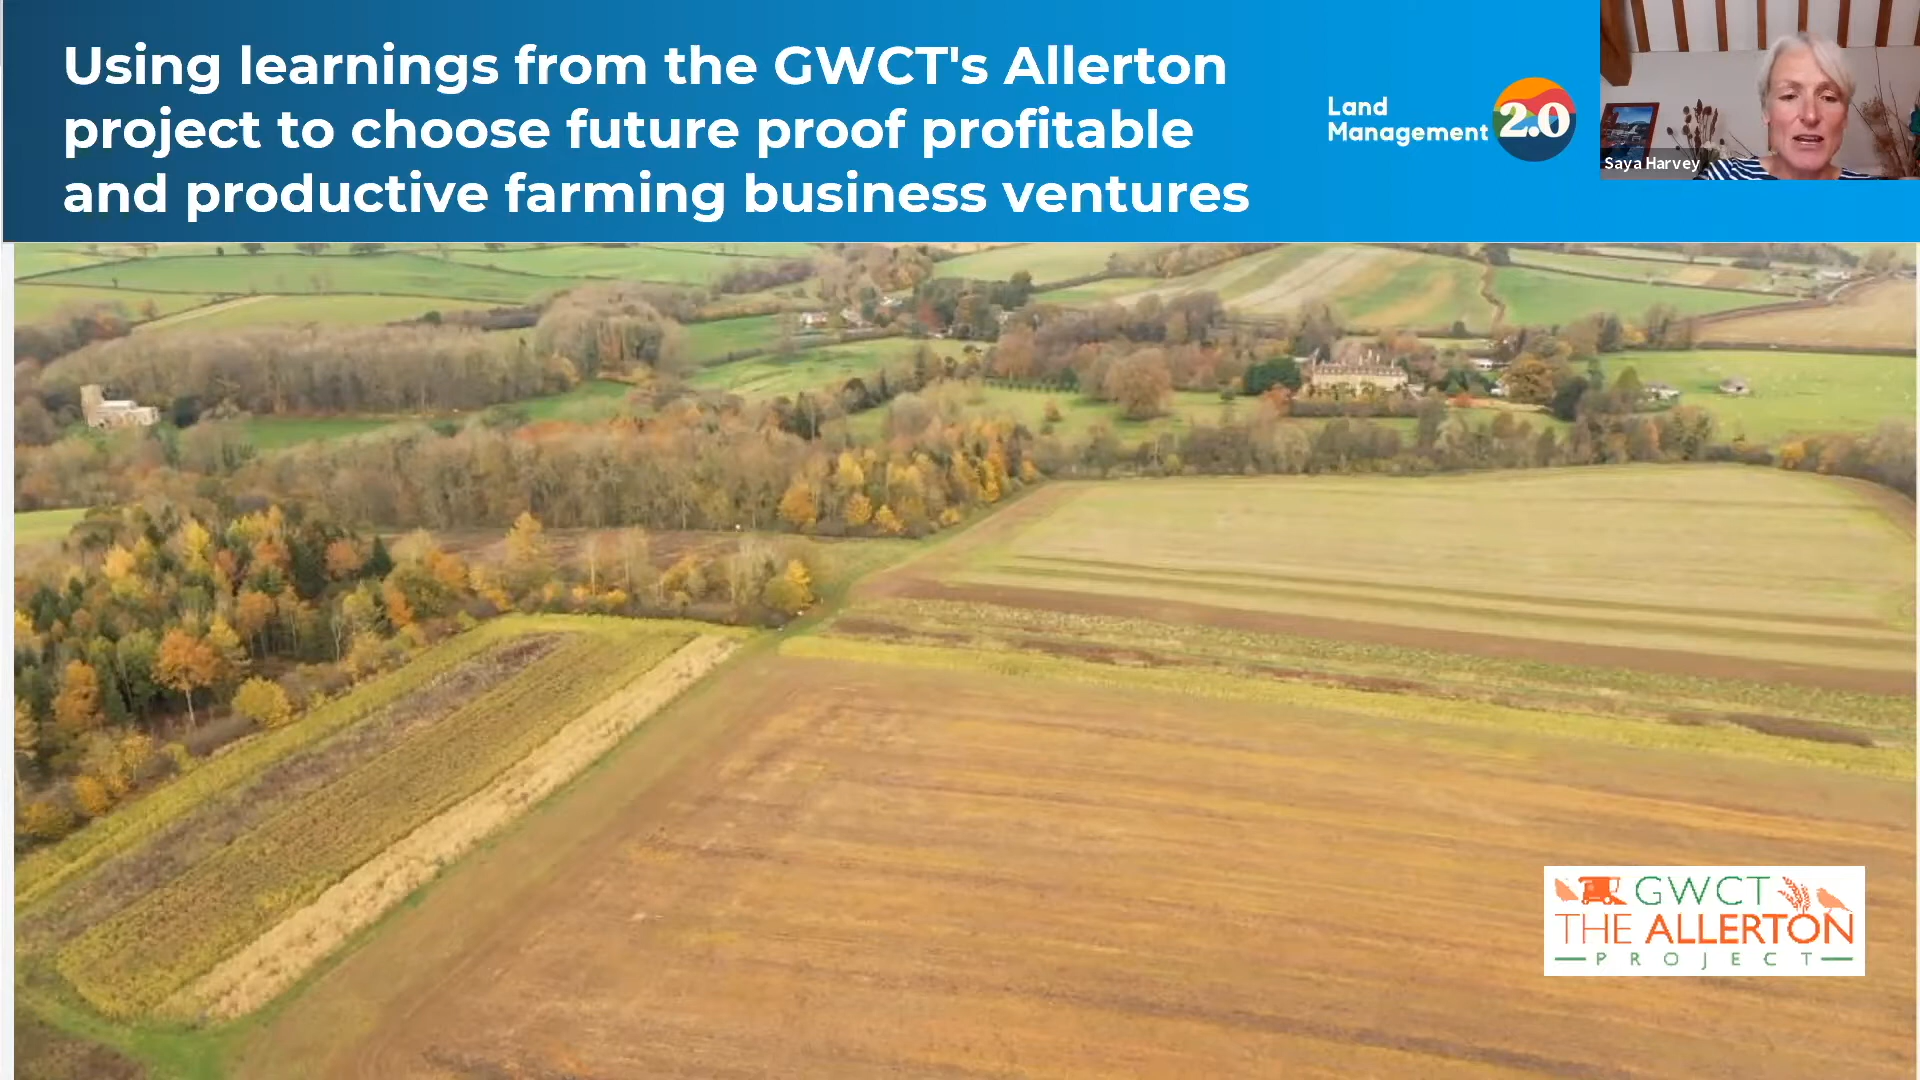 Using learnings from the GWCT's Allerton
project to choose future proof profitable
and productive farming business ventures
Land
Management
2.0
Saya Harvey
GWCT
THE ALLERTON
PROJECT